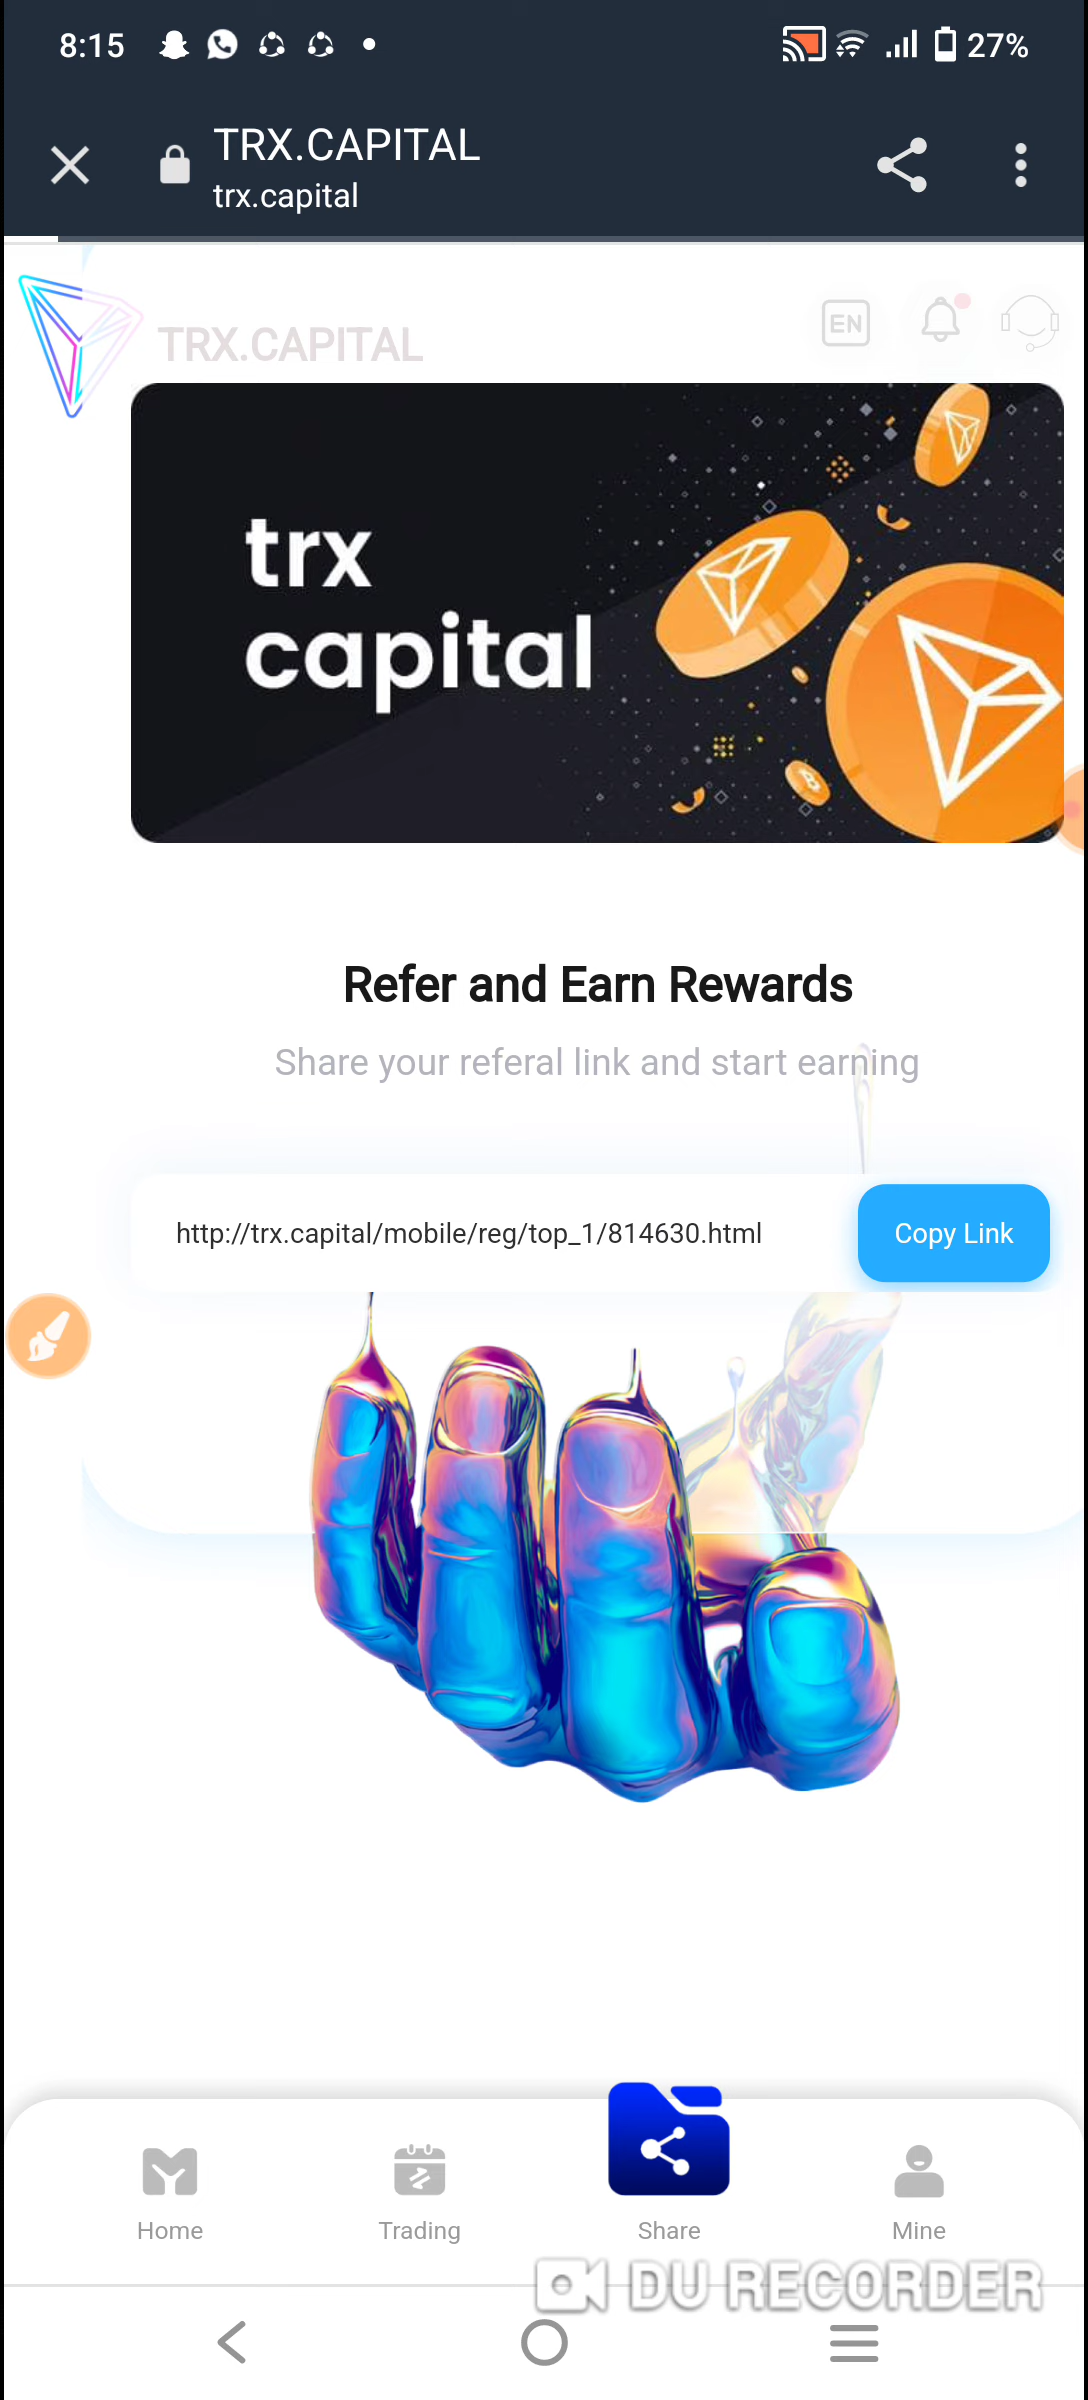 8:15
27%
TRX.CAPITAL
trx.capital
TRX.CAPITAL
EN
trx
capital
Refer and Earn Rewards
Share your referal link and start earning
http://trx.capital/mobile/reg/top_1/814630.html
Copy Link
Home
Trading
Share
Mine
DU RECORDER